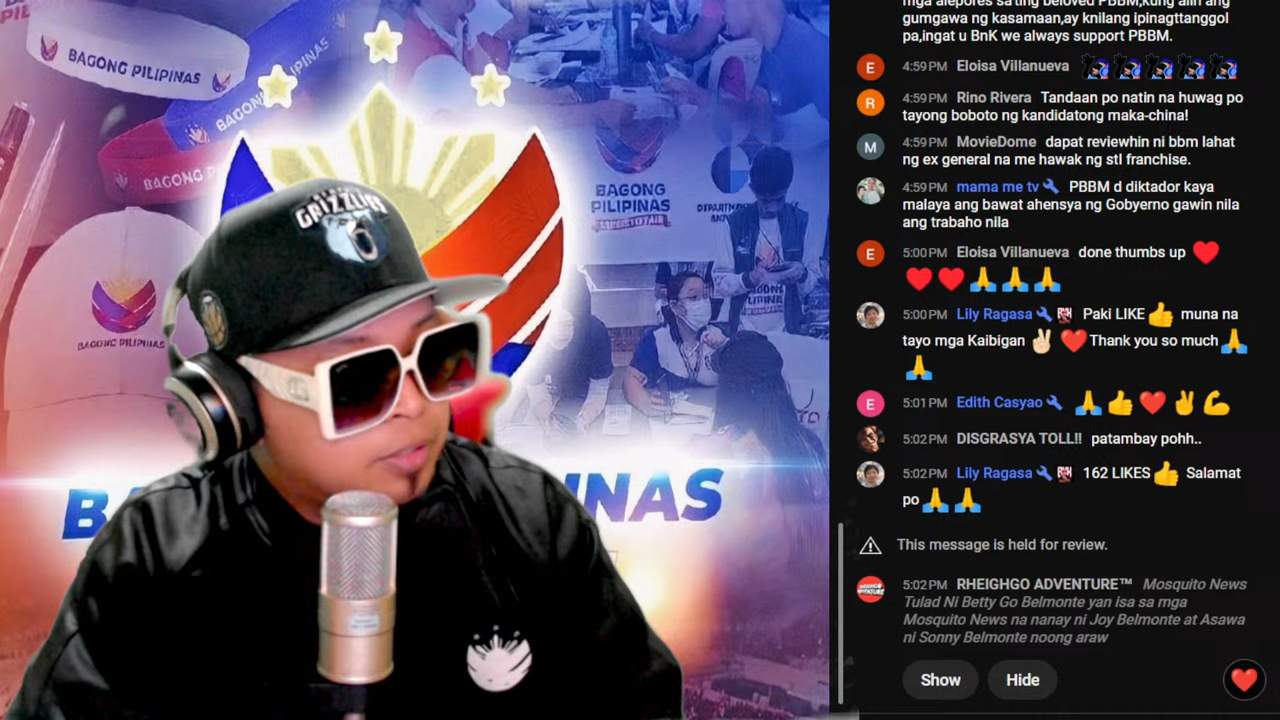 BAGONG PILIPINAS
BAGONG PILIPINAS
BAGONG P
BAGONG PILIPINAS
GRIZZLIES
BAGONG
PILIPINAS
BA
INAS
mga alepores sa ting beloved PBBM,kung alin ang
gumgawa ng kasamaan,ay knilang ipinagttanggol
pa,ingat u BnK we always support PBBM.
E 4:59 PM Eloisa Villanueva
R 4:59 PM Rino Rivera Tandaan po natin na huwag po
tayong boboto ng kandidatong maka-china!
M 4:59 PM MovieDome dapat reviewhin ni bbm lahat
ng ex general na me hawak ng stl franchise.
4:59 PM mama me tv 🔧 PBBM d diktador kaya
malaya ang bawat ahensya ng Gobyerno gawin nila
ang trabaho nila
E 5:00 PM Eloisa Villanueva done thumbs up ❤️
❤️❤️🙏🙏🙏
5:00 PM Lily Ragasa 🔧 Paki LIKE 👍 muna na
tayo mga Kaibigan ✌🏻 ❤️Thank you so much🙏
🙏
E 5:01 PM Edith Casyao 🔧 🙏👍❤️✌️💪
5:02 PM DISGRASYA TOLL!! patambay pohh..
5:02 PM Lily Ragasa 🔧 162 LIKES👍 Salamat
po🙏🙏
This message is held for review.
5:02 PM RHEIGHGO ADVENTURE™ Mosquito News
Tulad Ni Betty Go Belmonte yan isa sa mga
Mosquito News na nanay ni Joy Belmonte at Asawa
ni Sonny Belmonte noong araw
Show Hide